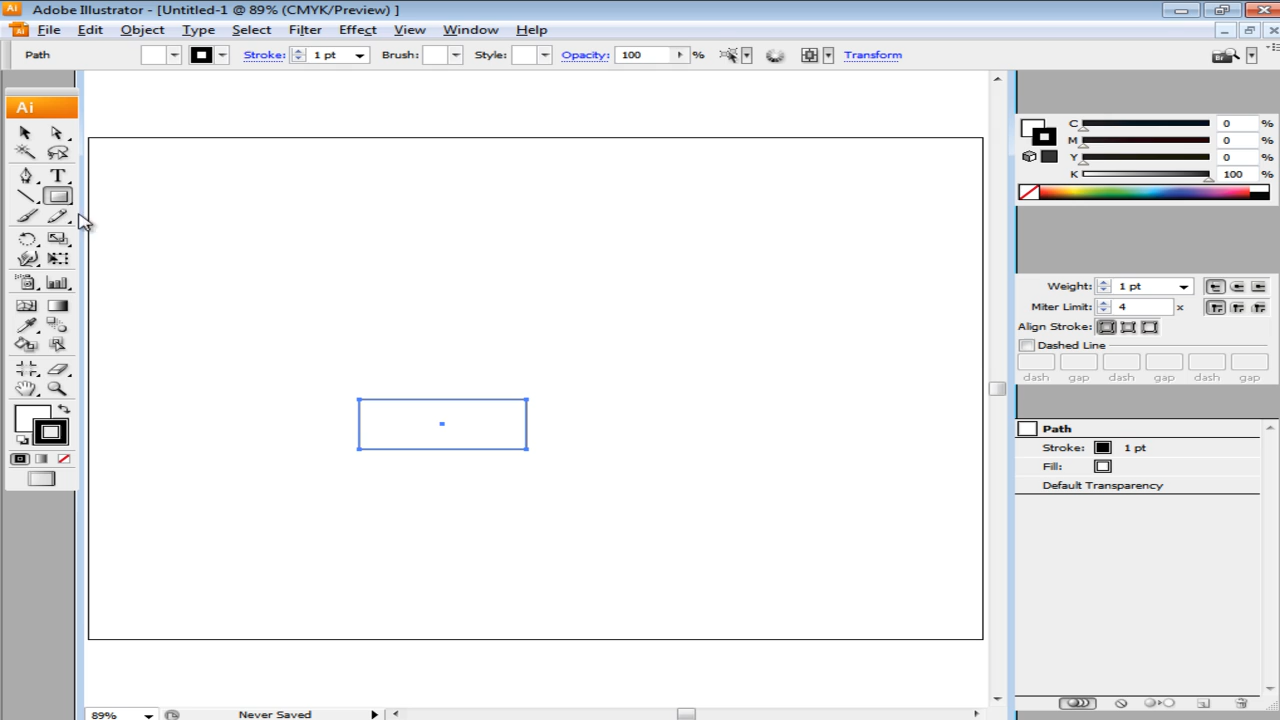 Ai Adobe Illustrator - [Untitled-1 @ 89% (CMYK/Preview) ]
Ai File Edit Object Type Select Filter Effect View Window Help
Path Stroke: 1 pt Brush: Style: Opacity: 100 % Transform Br
Ai
T
C 0 %
M 0 %
Y 0 %
K 100 %
Weight: 1 pt
Miter Limit: 4 x
Align Stroke:
Dashed Line
dash gap dash gap dash gap
Path
Stroke: 1 pt
Fill:
Default Transparency
89% Never Saved